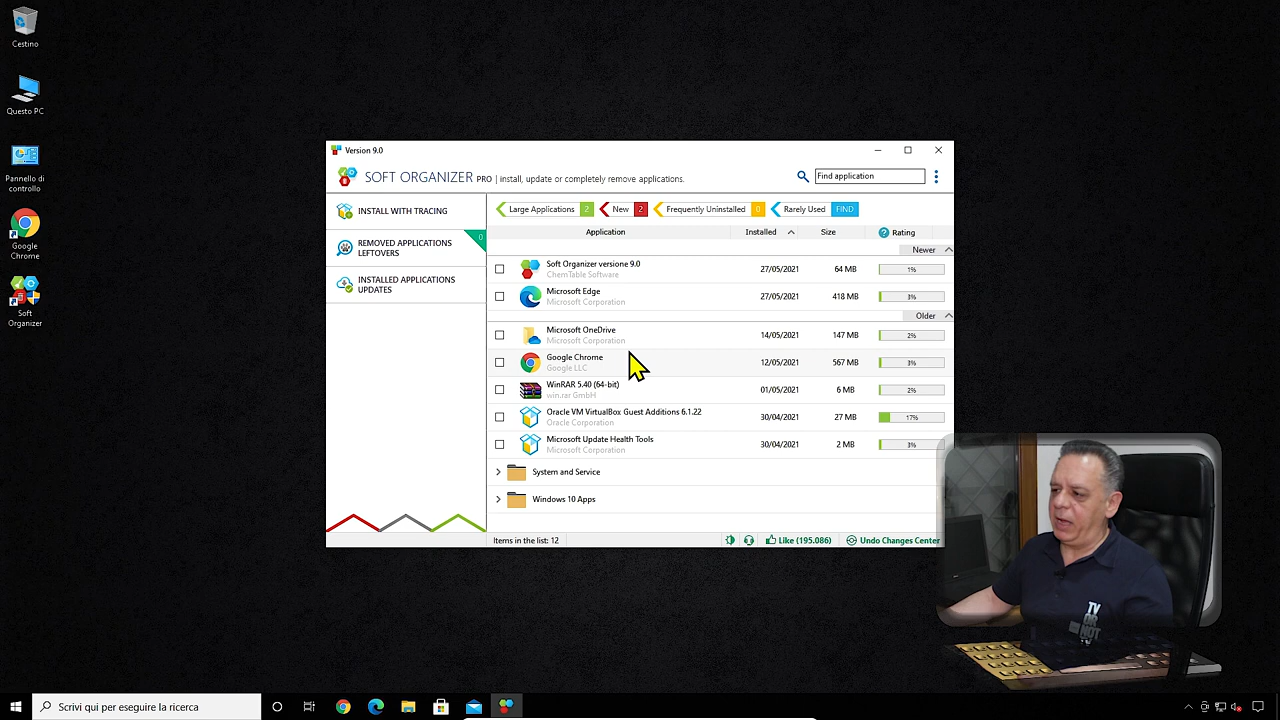 Cestino
Questo PC
Pannello di
controllo
Google
Chrome
Soft
Organizer
Version 9.0
SOFT ORGANIZER PRO | install, update or completely remove applications.
Find application
INSTALL WITH TRACING
REMOVED APPLICATIONS
LEFTOVERS
0
INSTALLED APPLICATIONS
UPDATES
Large Applications 2
New 2
Frequently Uninstalled 0
Rarely Used FIND
Application Installed Size ? Rating
Newer
Soft Organizer versione 9.0 27/05/2021 64 MB 1%
ChemTable Software
Microsoft Edge 27/05/2021 418 MB 3%
Microsoft Corporation
Older
Microsoft OneDrive 14/05/2021 147 MB 2%
Microsoft Corporation
Google Chrome 12/05/2021 567 MB 3%
Google LLC
WinRAR 5.40 (64-bit) 01/05/2021 6 MB 2%
win.rar GmbH
Oracle VM VirtualBox Guest Additions 6.1.22 30/04/2021 27 MB 17%
Oracle Corporation
Microsoft Update Health Tools 30/04/2021 2 MB 3%
Microsoft Corporation
System and Service
Windows 10 Apps
Items in the list: 12
Like (195.086)
Undo Changes Center
TV
OR
NOT
Scrivi qui per eseguire la ricerca